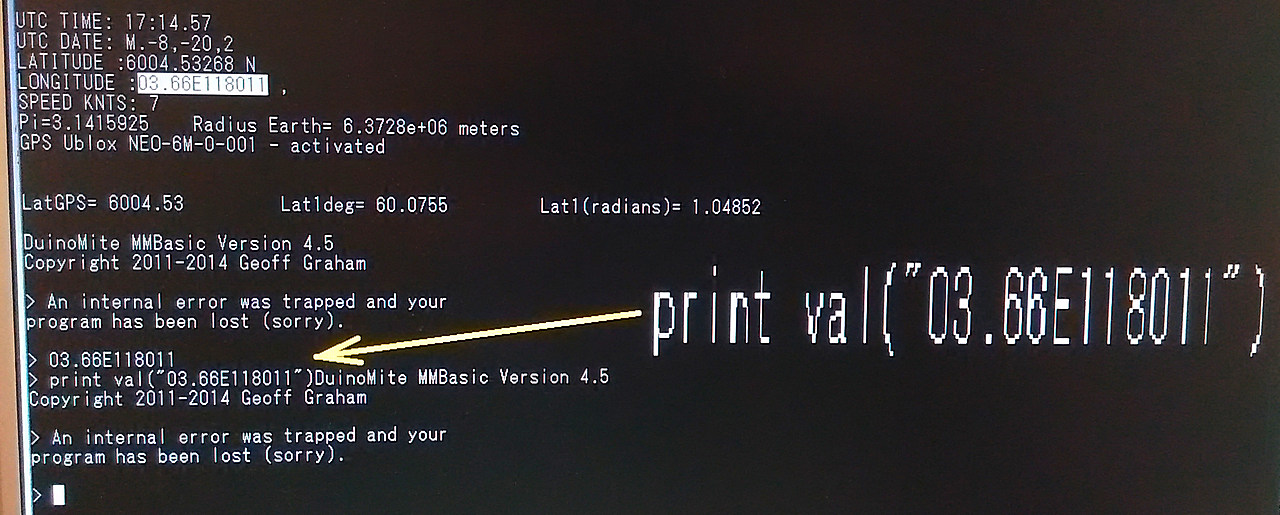 UTC TIME: 17:14.57
UTC DATE: M.-8,-20,2
LATITUDE :6004.53268 N
LONGITUDE :03.66E118011 ,
SPEED KNTS: 7
Pi=3.1415925 Radius Earth= 6.3728e+06 meters
GPS Ublox NEO-6M-0-001 - activated
LatGPS= 6004.53 Lat1deg= 60.0755 Lat1(radians)= 1.04852
DuinoMite MMBasic Version 4.5
Copyright 2011-2014 Geoff Graham
> An internal error was trapped and your
program has been lost (sorry).
print val("03.66E118011")
> 03.66E118011
> print val("03.66E118011")DuinoMite MMBasic Version 4.5
Copyright 2011-2014 Geoff Graham
> An internal error was trapped and your
program has been lost (sorry).
>